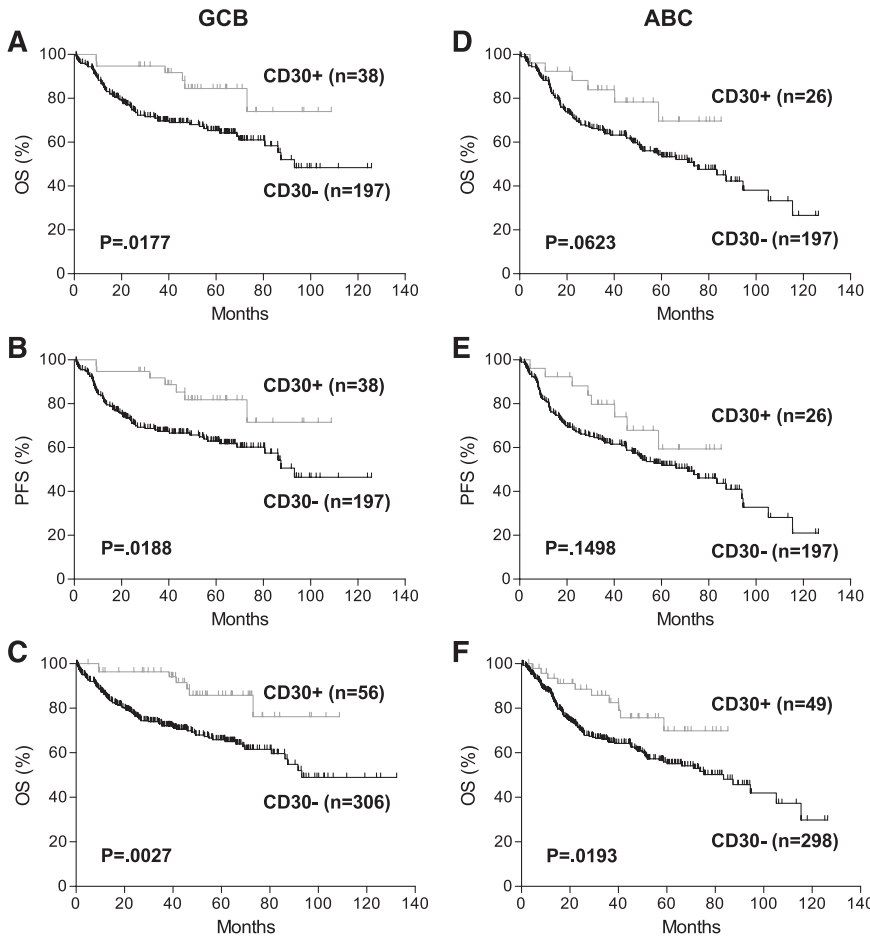 GCB ABC
A
100
80
60
40
20
0
OS (%)
CD30+ (n=38)
CD30- (n=197)
P=.0177
0 20 40 60 80 100 120 140
Months
D
100
80
60
40
20
0
OS (%)
CD30+ (n=26)
CD30- (n=197)
P=.0623
0 20 40 60 80 100 120 140
Months
B
100
80
60
40
20
0
PFS (%)
CD30+ (n=38)
CD30- (n=197)
P=.0188
0 20 40 60 80 100 120 140
Months
E
100
80
60
40
20
0
PFS (%)
CD30+ (n=26)
P=.1498
CD30- (n=197)
0 20 40 60 80 100 120 140
Months
C
100
80
60
40
20
0
OS (%)
CD30+ (n=56)
CD30- (n=306)
P=.0027
0 20 40 60 80 100 120 140
Months
F
100
80
60
40
20
0
OS (%)
CD30+ (n=49)
CD30- (n=298)
P=.0193
0 20 40 60 80 100 120 140
Months